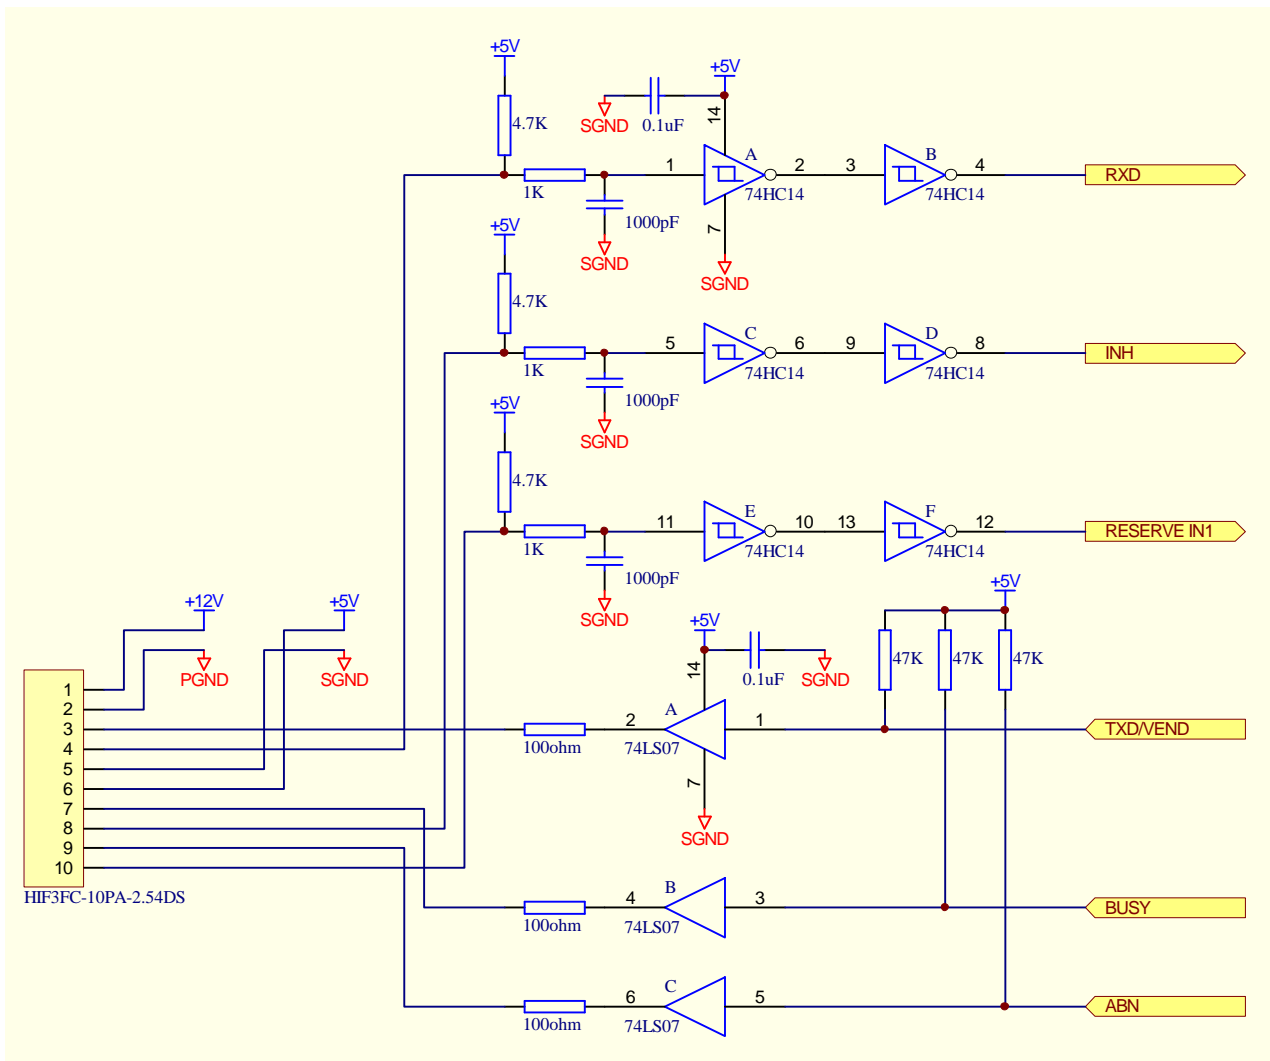 +5V
+5V
14
4.7K
SGND
0.1uF
A
B
1
2
3
4
RXD
1K
74HC14
74HC14
1000pF
7
+5V
SGND
SGND
4.7K
C
D
5
6
9
8
INH
1K
74HC14
74HC14
1000pF
+5V
SGND
4.7K
E
F
11
10
13
12
RESERVE IN1
1K
74HC14
74HC14
1000pF
+5V
+12V
+5V
SGND
+5V
14
47K
47K
47K
PGND
SGND
0.1uF
SGND
1
2
3
4
5
6
7
8
9
10
HIF3FC-10PA-2.54DS
A
2
1
TXD/VEND
100ohm
74LS07
7
SGND
B
4
3
BUSY
100ohm
74LS07
C
6
5
ABN
100ohm
74LS07